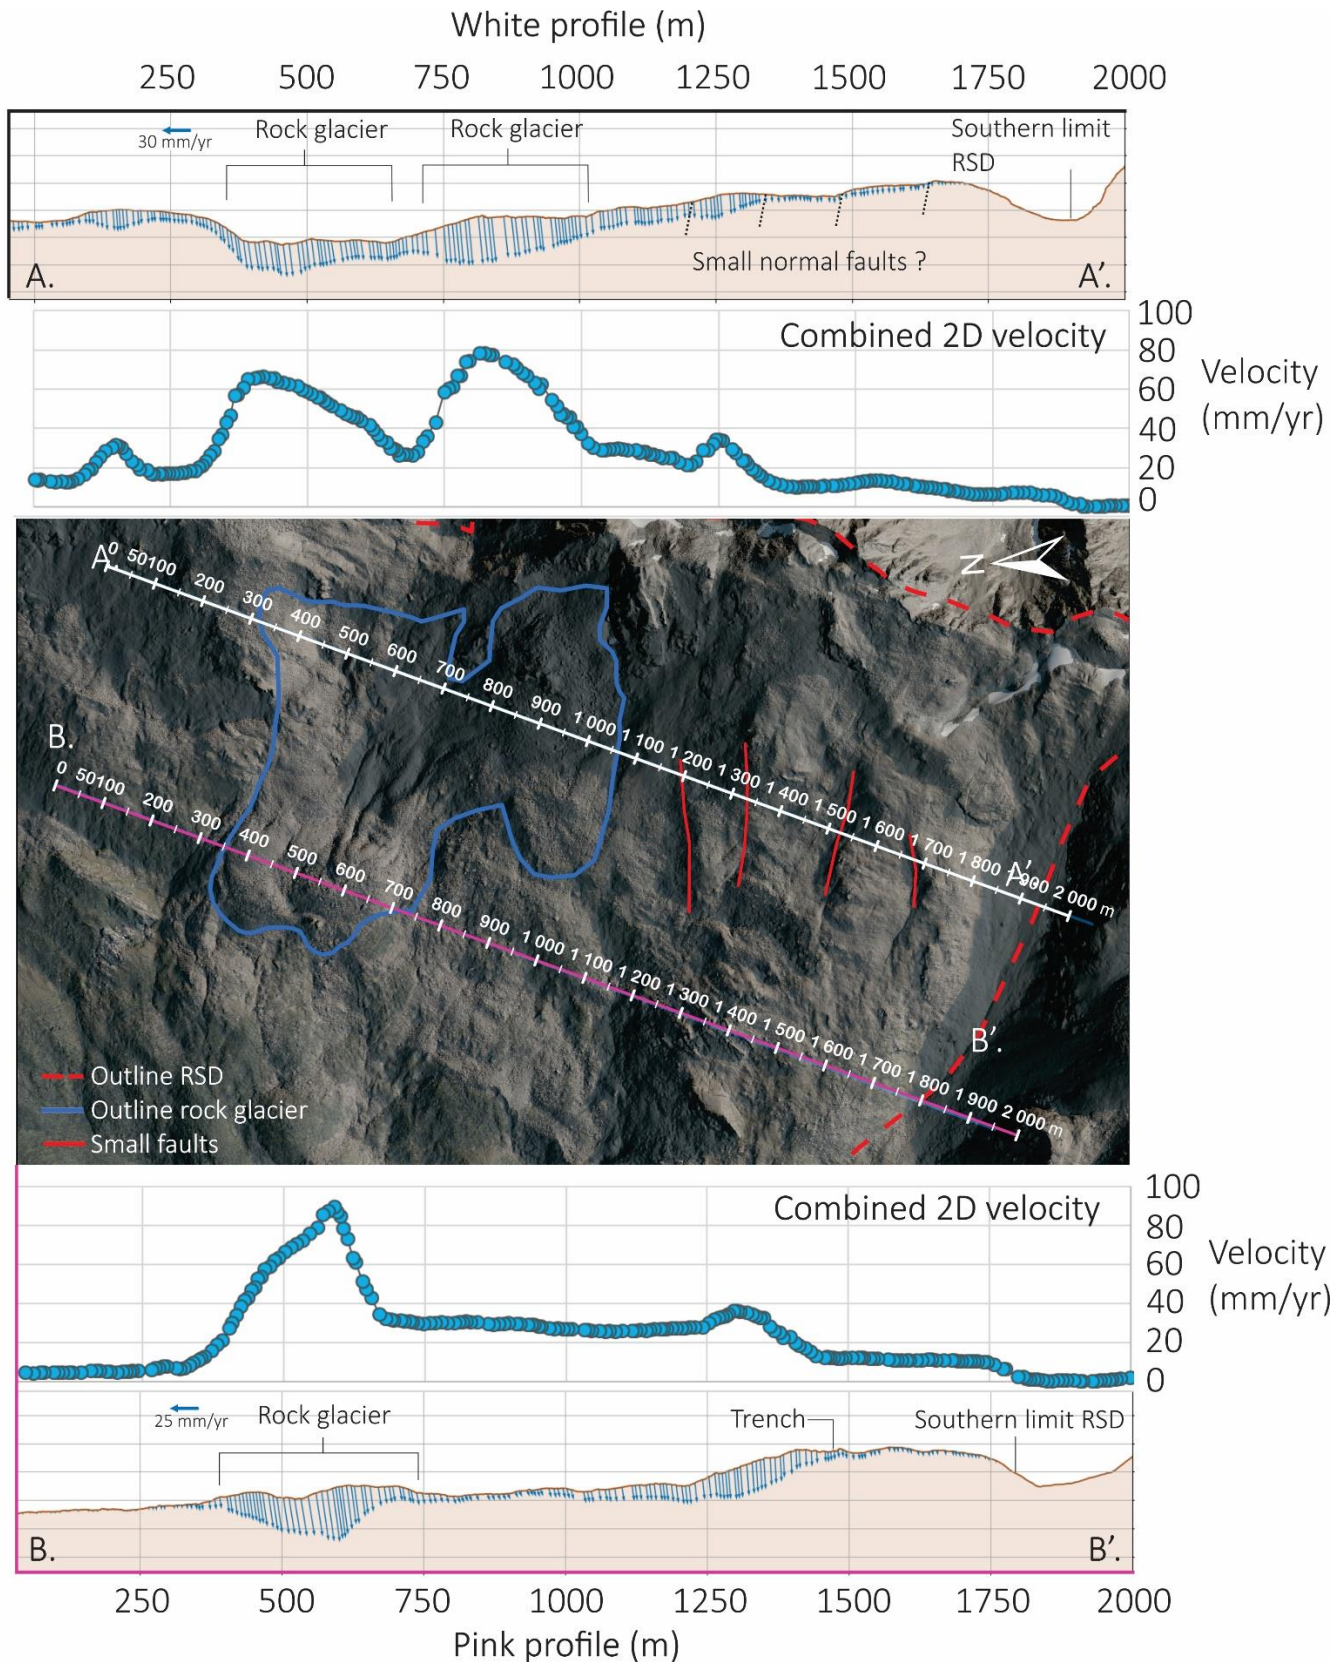 White profile (m)
250 500 750 1000 1250 1500 1750 2000
30 mm/yr
Rock glacier
Rock glacier
Southern limit
RSD
Small normal faults ?
A.
A'.
Combined 2D velocity
100
80
60
40
20
0
Velocity
(mm/yr)
A
0 50 100 200 300 400 500 600 700 800 900 1 000 1 100 1 200 1 300 1 400 1 500 1 600 1 700 1 800 1 900 2 000 m
A'.
N
B.
0 50 100 200 300 400 500 600 700 800 900 1 000 1 100 1 200 1 300 1 400 1 500 1 600 1 700 1 800 1 900 2 000 m
B'.
Outline RSD
Outline rock glacier
Small faults
Combined 2D velocity
100
80
60
40
20
0
Velocity
(mm/yr)
25 mm/yr
Rock glacier
Trench
Southern limit RSD
B.
B'.
250 500 750 1000 1250 1500 1750 2000
Pink profile (m)